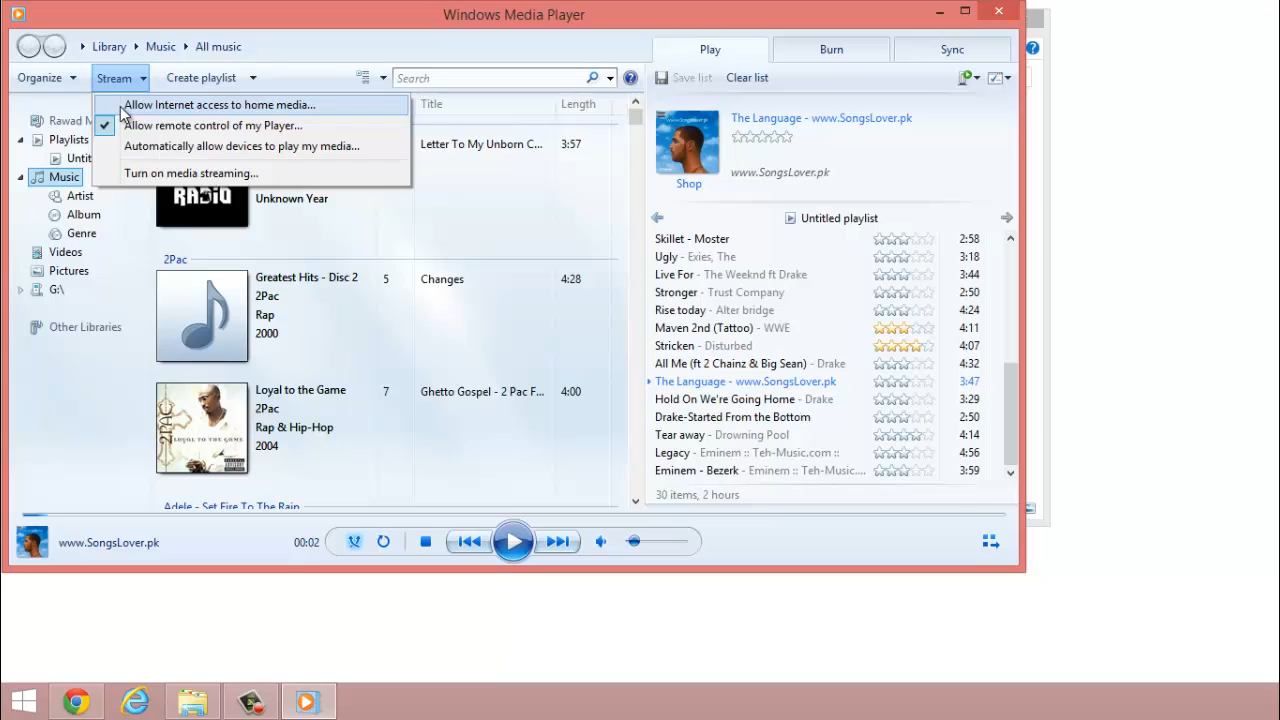 Windows Media Player
Library Music All music
Play Burn Sync
Organize Stream Create playlist Search
Save list Clear list
Allow Internet access to home media...
Allow remote control of my Player...
Automatically allow devices to play my media...
Turn on media streaming...
Rawad M
Playlists
Untit
Music
Artist
Album
Genre
Videos
Pictures
G:\
Other Libraries
Title Length
Letter To My Unborn C... 3:57
RADIO
Unknown Year
2Pac
Greatest Hits - Disc 2 5 Changes 4:28
2Pac
Rap
2000
Loyal to the Game 7 Ghetto Gospel - 2 Pac F... 4:00
2Pac
Rap & Hip-Hop
2004
LOYAL TO THE GAME
Adele - Set Fire To The Rain
The Language - www.SongsLover.pk
www.SongsLover.pk
Shop
Untitled playlist
Skillet - Moster 2:58
Ugly - Exies, The 3:18
Live For - The Weeknd ft Drake 3:44
Stronger - Trust Company 2:50
Rise today - Alter bridge 4:24
Maven 2nd (Tattoo) - WWE 4:11
Stricken - Disturbed 4:07
All Me (ft 2 Chainz & Big Sean) - Drake 4:32
The Language - www.SongsLover.pk 3:47
Hold On We're Going Home - Drake 3:29
Drake-Started From the Bottom 2:50
Tear away - Drowning Pool 4:14
Legacy - Eminem :: Teh-Music.com :: 4:56
Eminem - Bezerk - Eminem :: Teh-Music.... 3:59
30 items, 2 hours
www.SongsLover.pk 00:02